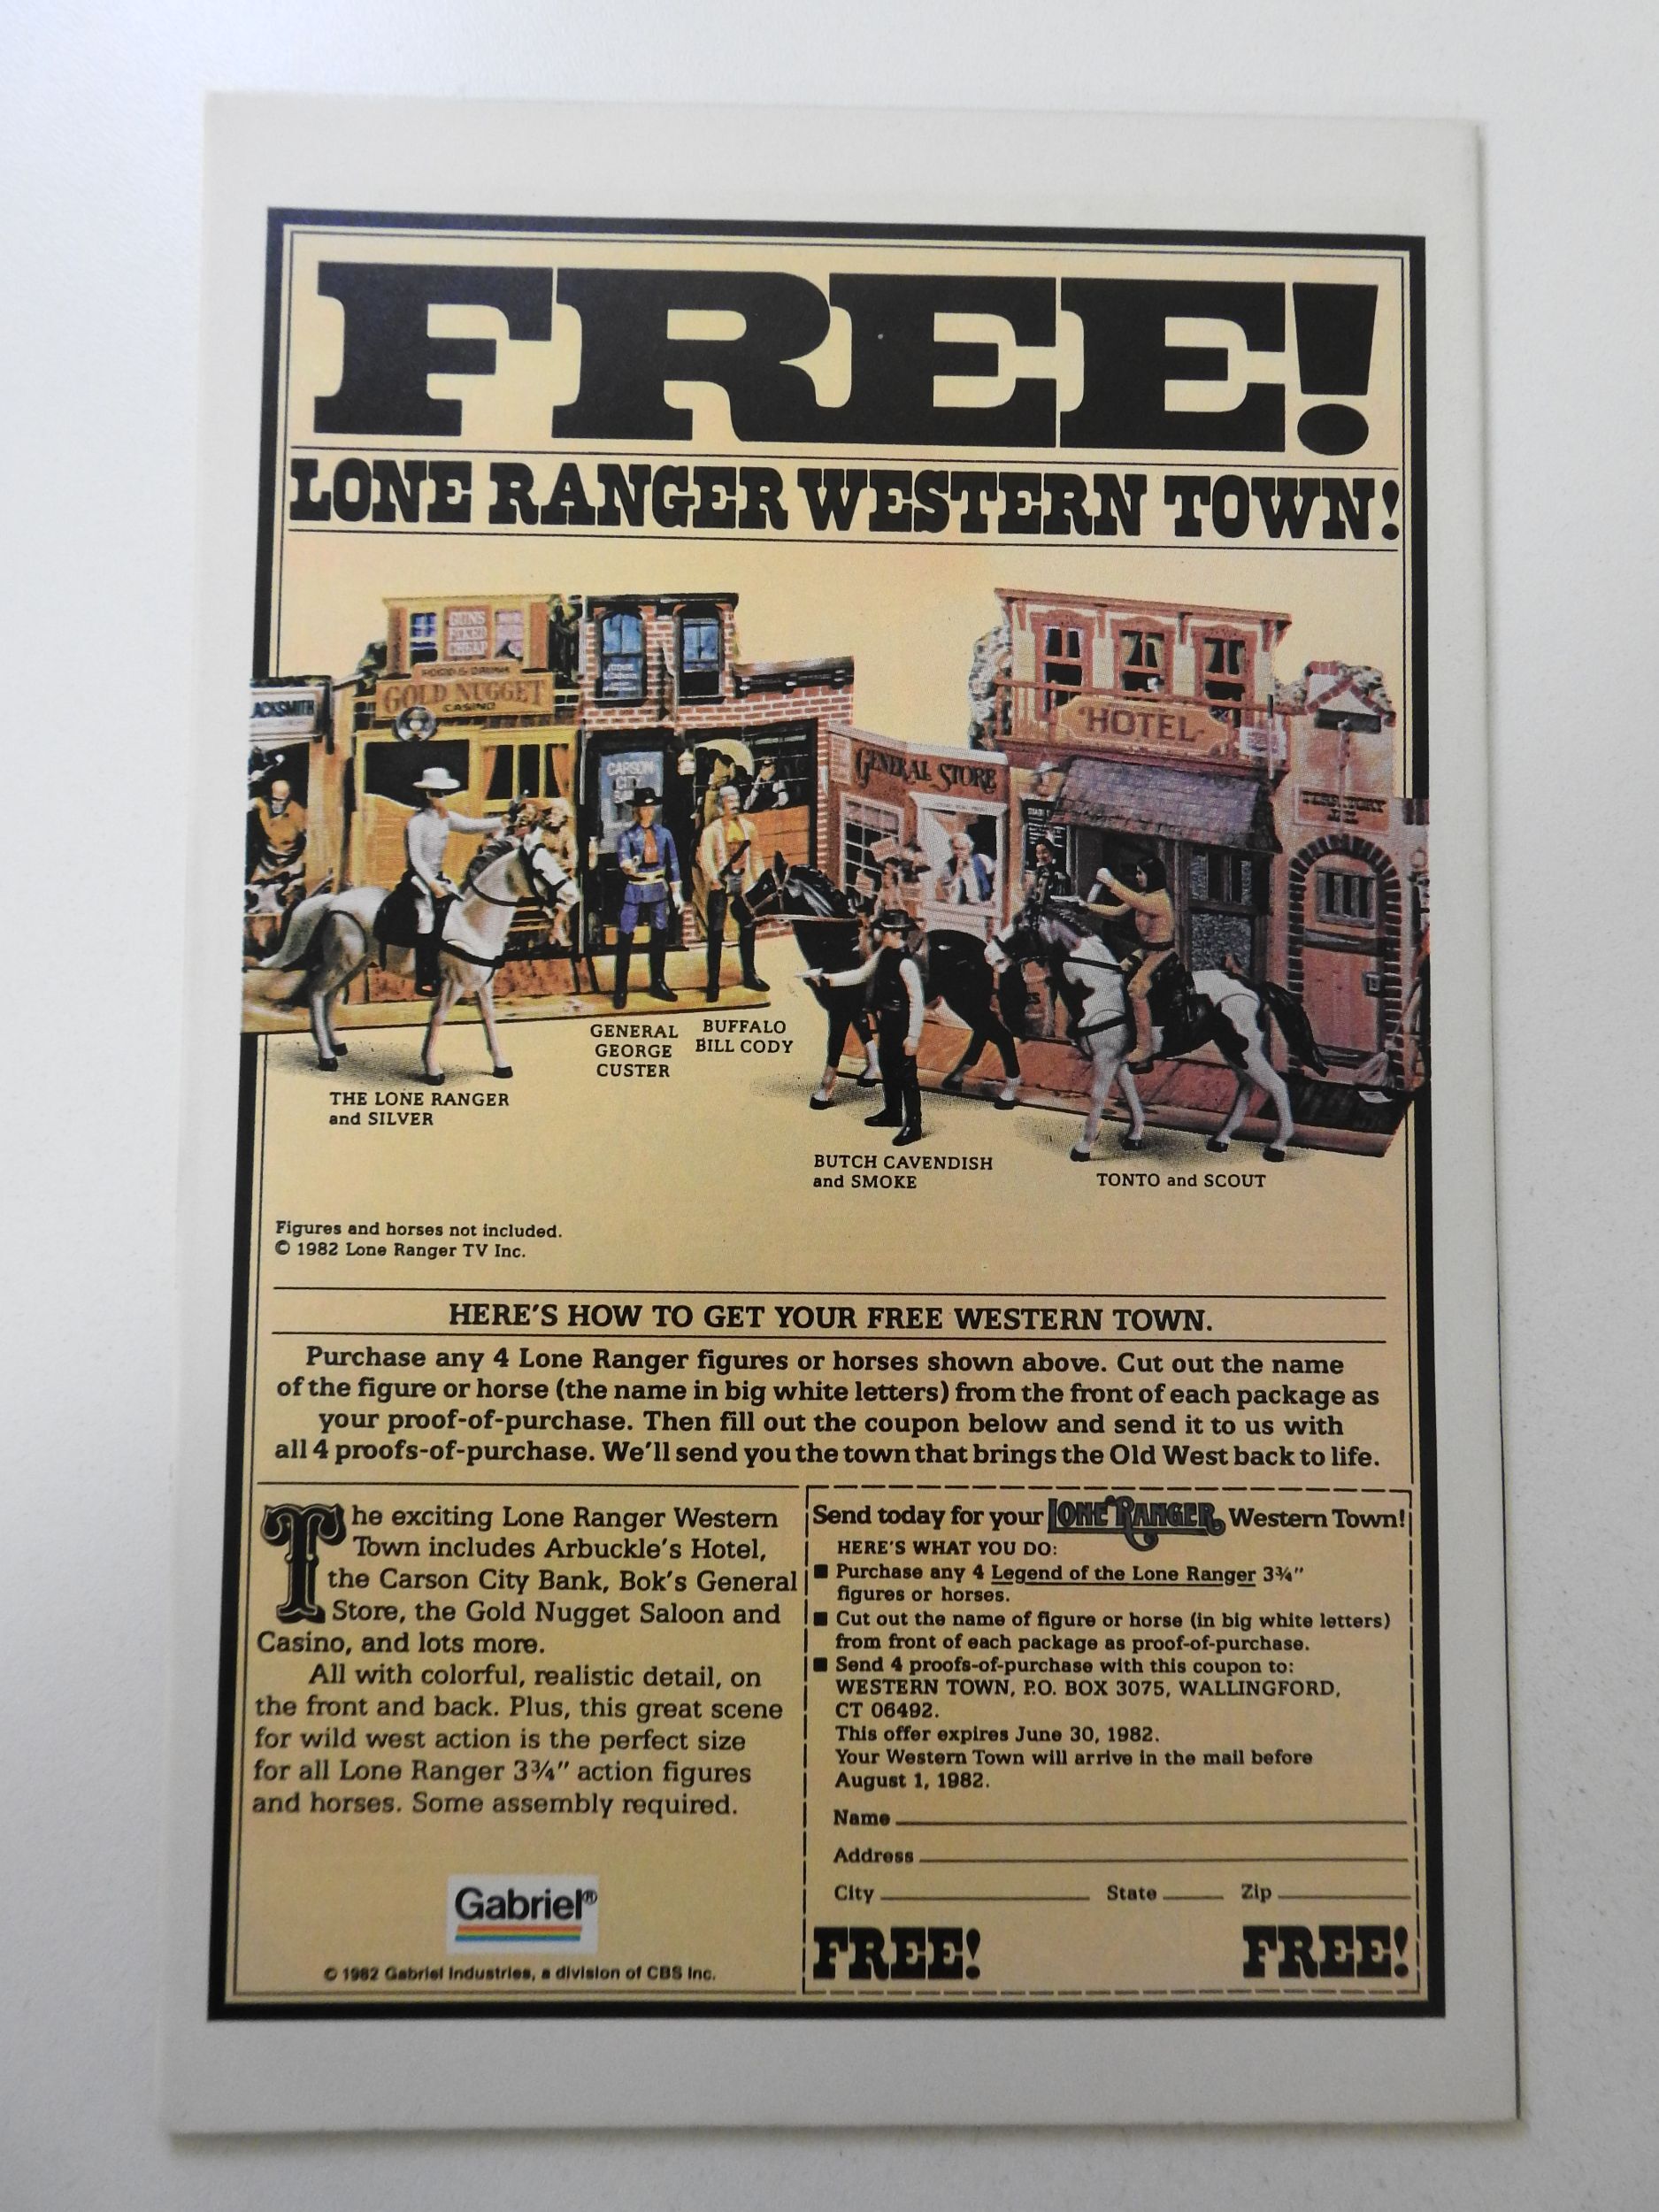 FREE!
LONE RANGER WESTERN TOWN!
GUNS
FIXED
CHEAP
FOOD & DRINK
GOLD NUGGET
CASINO
ACKSMITH
CARSON
CITY
GENERAL STORE
HOTEL
TERRITORY
JAIL
THE LONE RANGER
and SILVER
GENERAL
GEORGE
CUSTER
BUFFALO
BILL CODY
BUTCH CAVENDISH
and SMOKE
TONTO and SCOUT
Figures and horses not included.
© 1982 Lone Ranger TV Inc.
HERE'S HOW TO GET YOUR FREE WESTERN TOWN.
Purchase any 4 Lone Ranger figures or horses shown above. Cut out the name
of the figure or horse (the name in big white letters) from the front of each package as
your proof-of-purchase. Then fill out the coupon below and send it to us with
all 4 proofs-of-purchase. We'll send you the town that brings the Old West back to life.
The exciting Lone Ranger Western
Town includes Arbuckle's Hotel,
the Carson City Bank, Bok's General
Store, the Gold Nugget Saloon and
Casino, and lots more.
All with colorful, realistic detail, on
the front and back. Plus, this great scene
for wild west action is the perfect size
for all Lone Ranger 3¾" action figures
and horses. Some assembly required.
Gabriel®
© 1982 Gabriel Industries, a division of CBS Inc.
Send today for your LONE RANGER Western Town!
HERE'S WHAT YOU DO:
■ Purchase any 4 Legend of the Lone Ranger 3¾"
figures or horses.
■ Cut out the name of figure or horse (in big white letters)
from front of each package as proof-of-purchase.
■ Send 4 proofs-of-purchase with this coupon to:
WESTERN TOWN, P.O. BOX 3075, WALLINGFORD,
CT 06492.
This offer expires June 30, 1982.
Your Western Town will arrive in the mail before
August 1, 1982.
Name
Address
City State Zip
FREE! FREE!